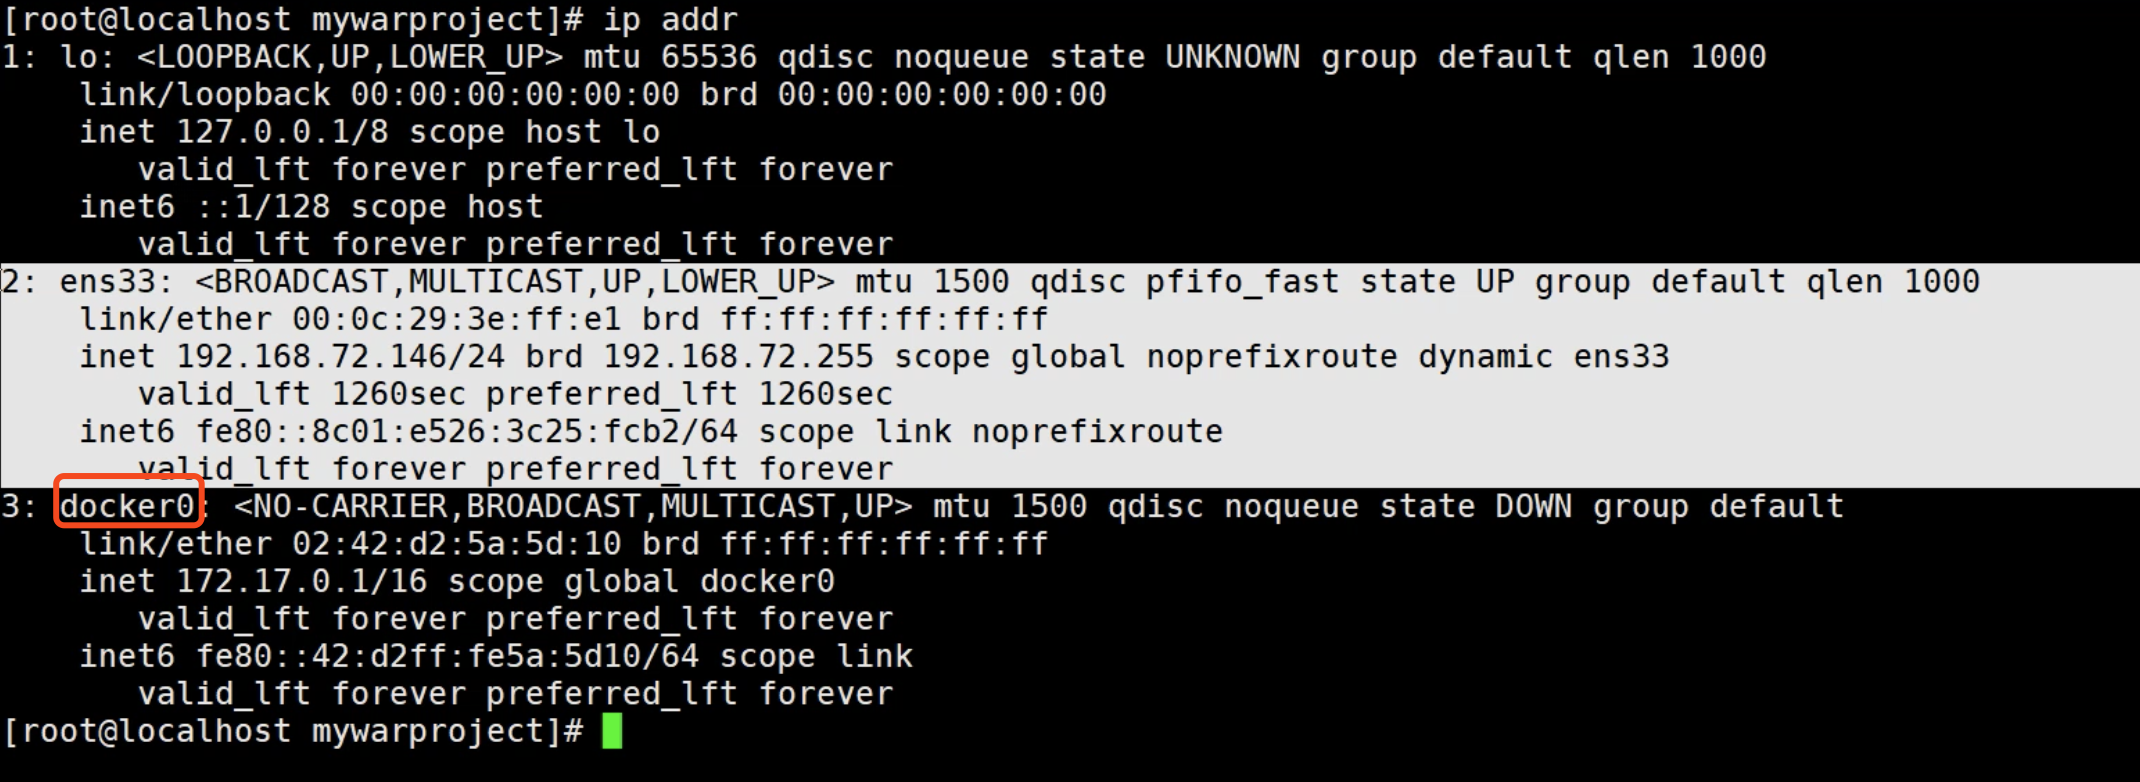 [root@localhost mywarproject]# ip addr
1: lo: <LOOPBACK,UP,LOWER_UP> mtu 65536 qdisc noqueue state UNKNOWN group default qlen 1000
    link/loopback 00:00:00:00:00:00 brd 00:00:00:00:00:00
    inet 127.0.0.1/8 scope host lo
       valid_lft forever preferred_lft forever
    inet6 ::1/128 scope host
       valid_lft forever preferred_lft forever
2: ens33: <BROADCAST,MULTICAST,UP,LOWER_UP> mtu 1500 qdisc pfifo_fast state UP group default qlen 1000
    link/ether 00:0c:29:3e:ff:e1 brd ff:ff:ff:ff:ff:ff
    inet 192.168.72.146/24 brd 192.168.72.255 scope global noprefixroute dynamic ens33
       valid_lft 1260sec preferred_lft 1260sec
    inet6 fe80::8c01:e526:3c25:fcb2/64 scope link noprefixroute
       valid_lft forever preferred_lft forever
3: docker0: <NO-CARRIER,BROADCAST,MULTICAST,UP> mtu 1500 qdisc noqueue state DOWN group default
    link/ether 02:42:d2:5a:5d:10 brd ff:ff:ff:ff:ff:ff
    inet 172.17.0.1/16 scope global docker0
       valid_lft forever preferred_lft forever
    inet6 fe80::42:d2ff:fe5a:5d10/64 scope link
       valid_lft forever preferred_lft forever
[root@localhost mywarproject]#